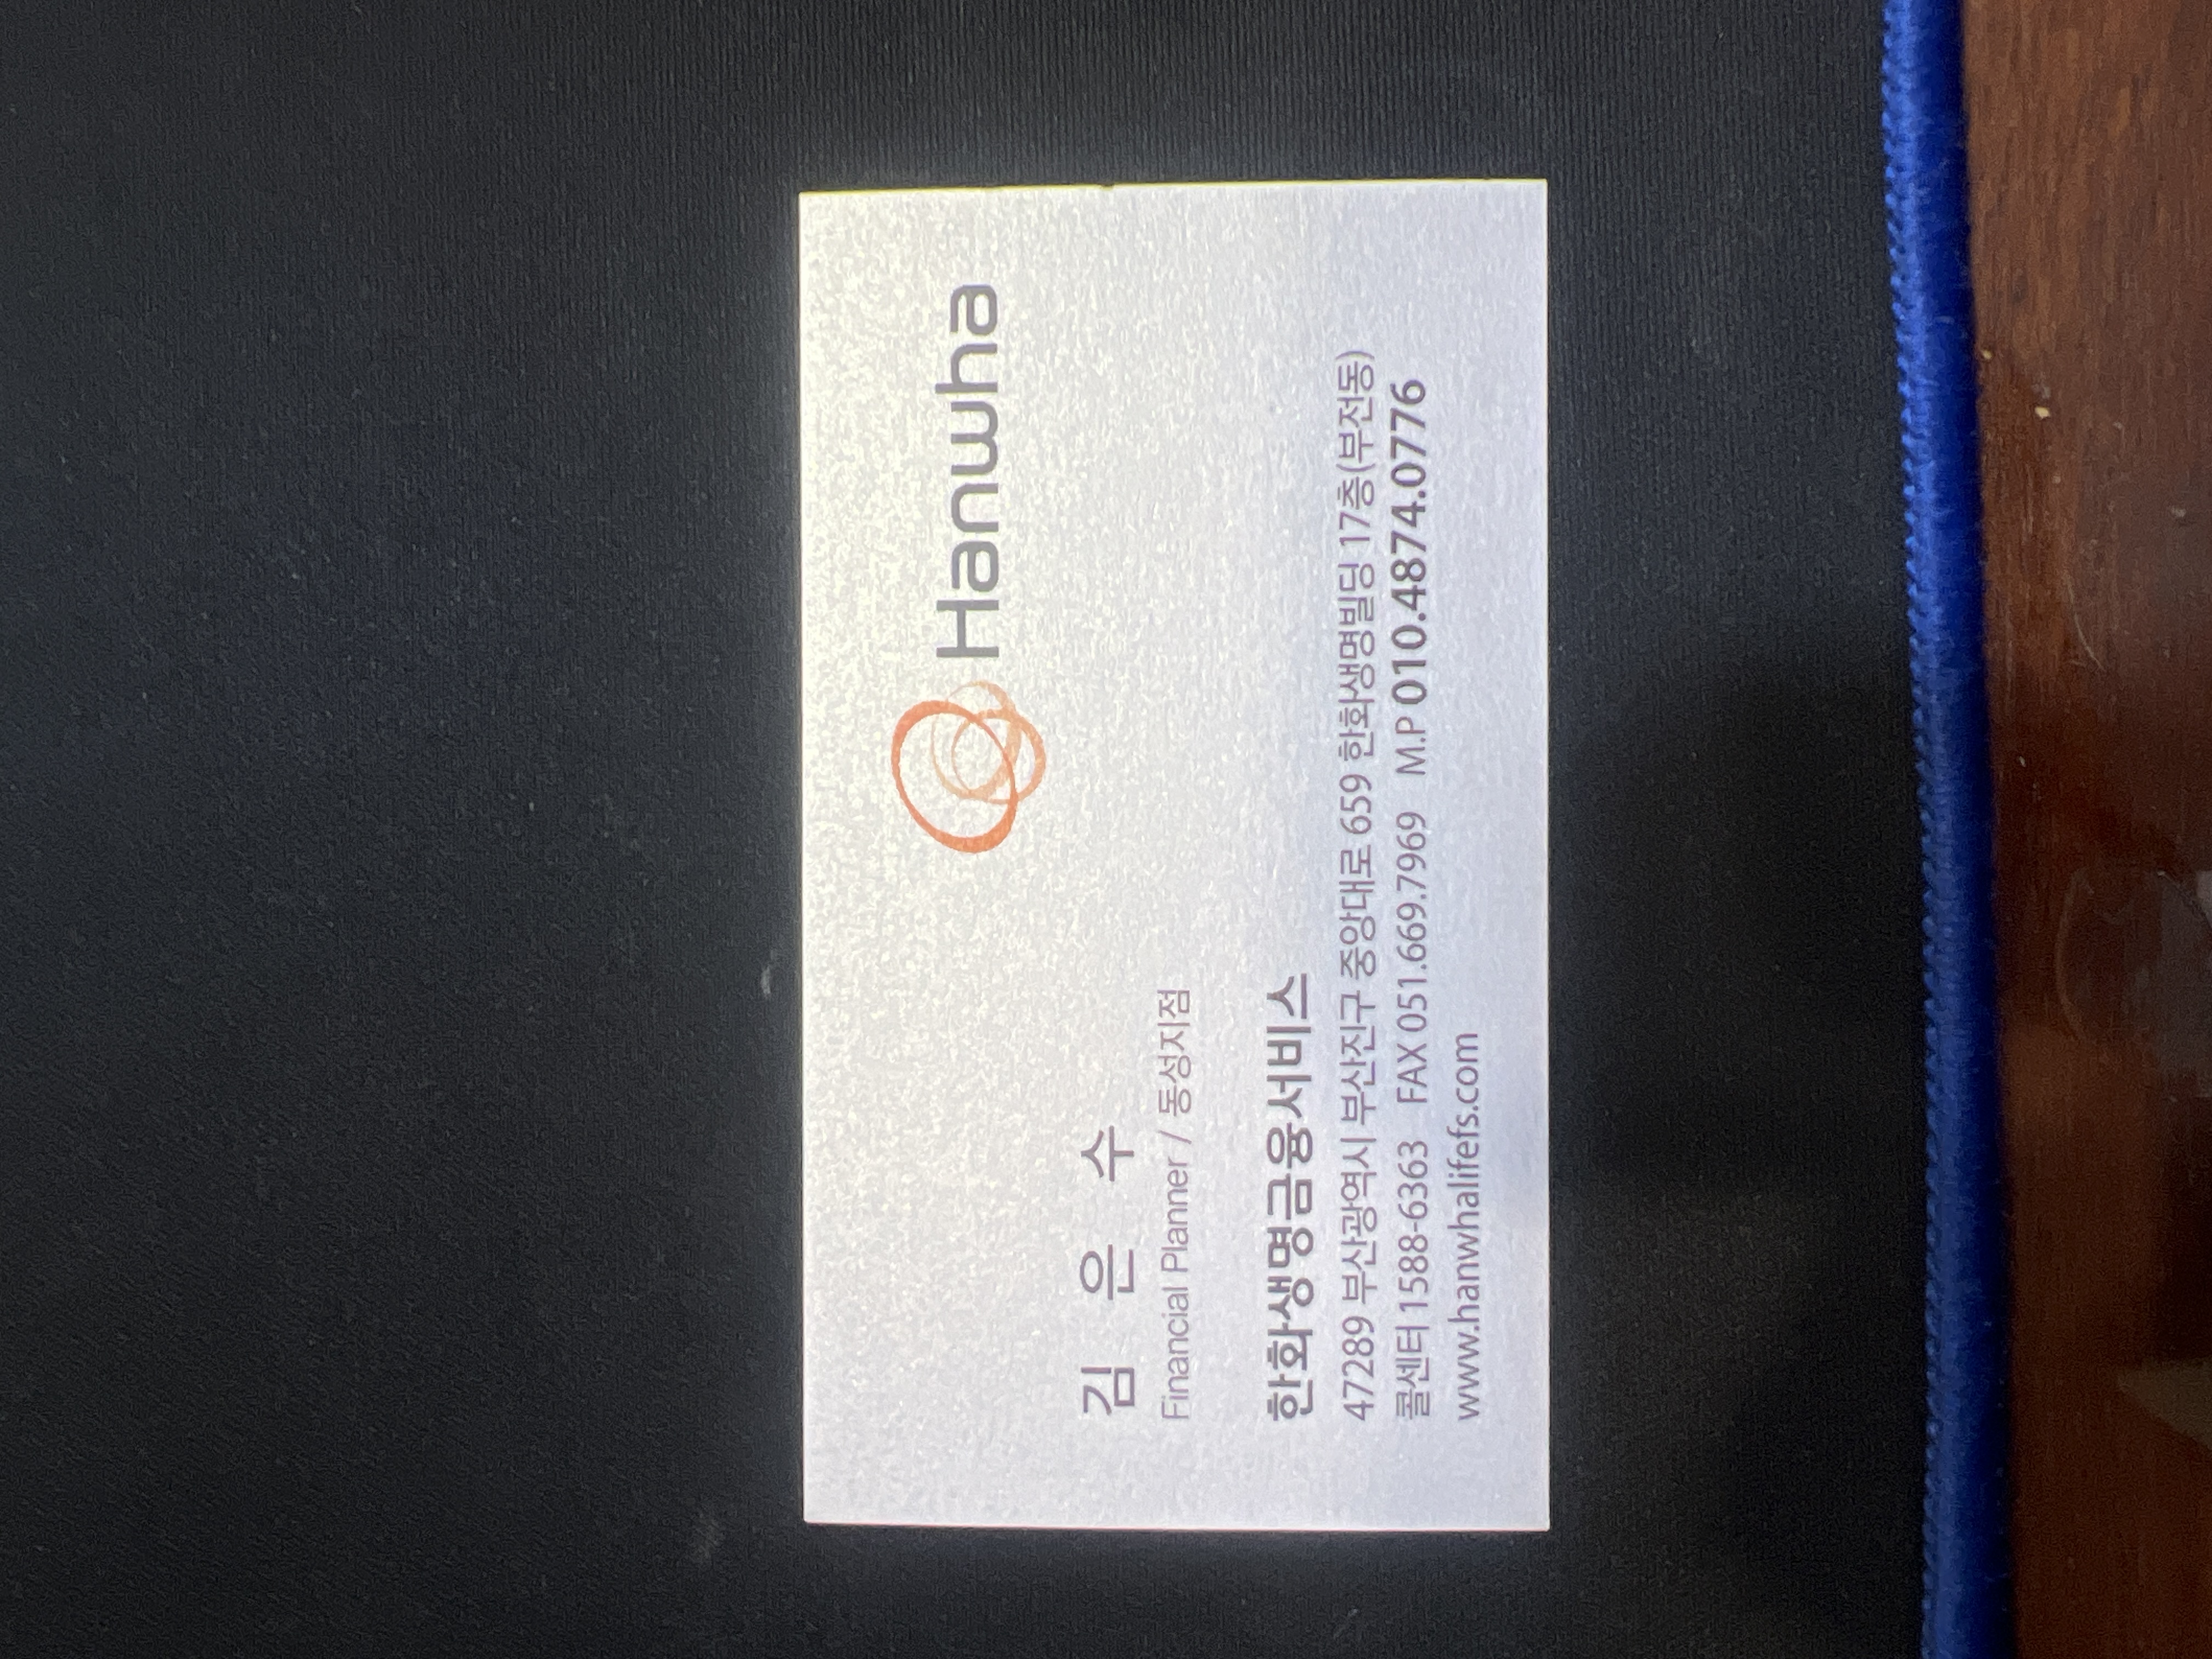 Hanwha
김 은 수
Financial Planner / 동성지점
한화생명금융서비스
47289 부산광역시 부산진구 중앙대로 659 한화생명빌딩 17층(부전동)
콜센터 1588-6363 FAX 051.669.7969 M.P 010.4874.0776
www.hanwhalifefs.com